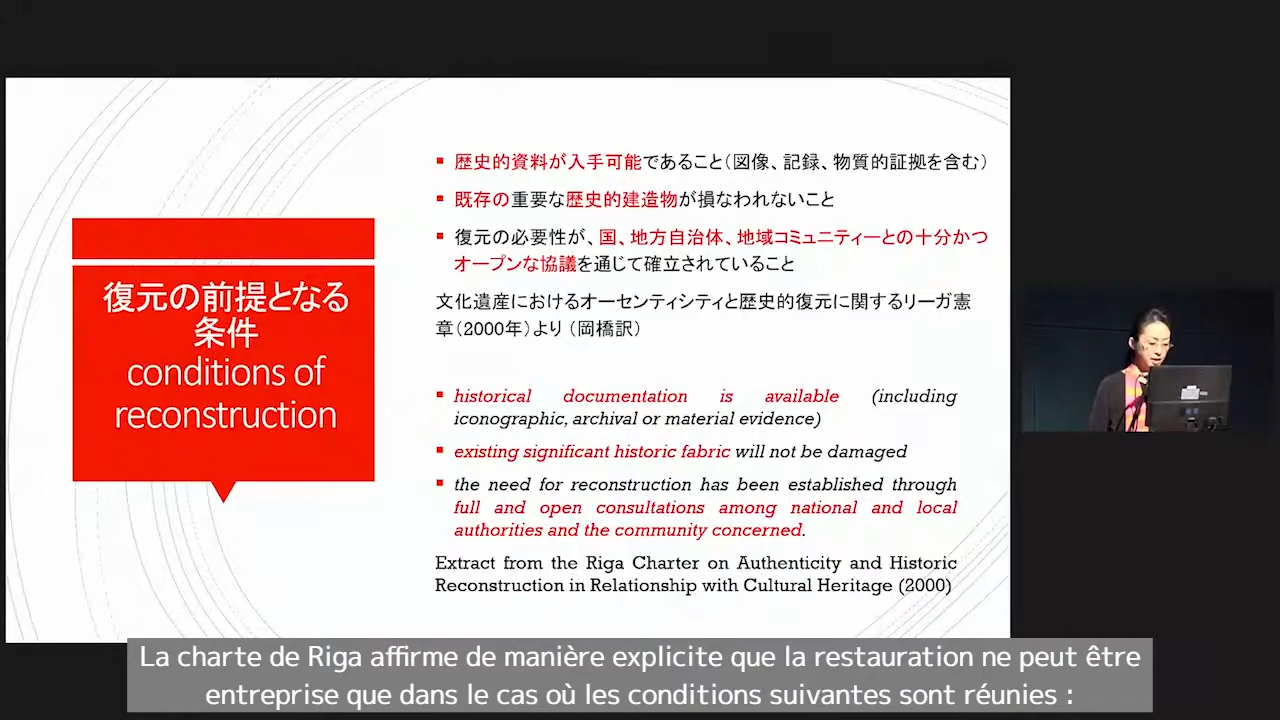 復元の前提となる
条件
conditions of
reconstruction
歴史的資料が入手可能であること（図像、記録、物質的証拠を含む）
既存の重要な歴史的建造物が損なわれないこと
復元の必要性が、国、地方自治体、地域コミュニティーとの十分かつ
オープンな協議を通じて確立されていること
文化遺産におけるオーセンティシティと歴史的復元に関するリーガ憲
章（2000年）より（岡橋訳）
historical documentation is available (including
iconographic, archival or material evidence)
existing significant historic fabric will not be damaged
the need for reconstruction has been established through
full and open consultations among national and local
authorities and the community concerned.
Extract from the Riga Charter on Authenticity and Historic
Reconstruction in Relationship with Cultural Heritage (2000)
La charte de Riga affirme de manière explicite que la restauration ne peut être
entreprise que dans le cas où les conditions suivantes sont réunies :